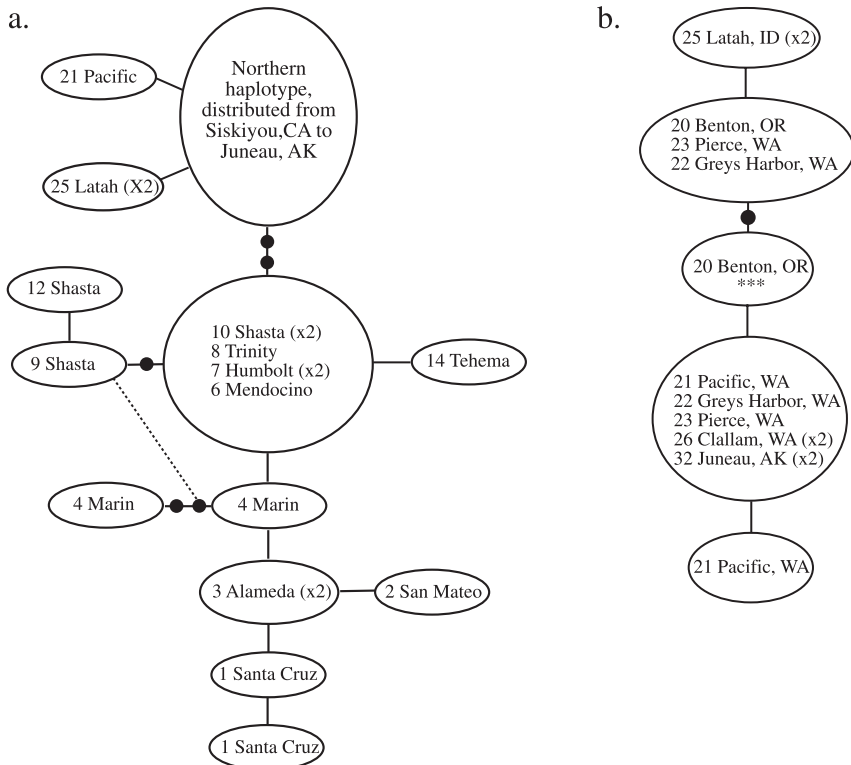 a.
Northern
haplotype,
distributed from
Siskiyou,CA to
Juneau, AK
21 Pacific
25 Latah (X2)
12 Shasta
9 Shasta
10 Shasta (x2)
8 Trinity
7 Humbolt (x2)
6 Mendocino
14 Tehema
4 Marin
4 Marin
3 Alameda (x2)
2 San Mateo
1 Santa Cruz
1 Santa Cruz
b.
25 Latah, ID (x2)
20 Benton, OR
23 Pierce, WA
22 Greys Harbor, WA
20 Benton, OR
***
21 Pacific, WA
22 Greys Harbor, WA
23 Pierce, WA
26 Clallam, WA (x2)
32 Juneau, AK (x2)
21 Pacific, WA